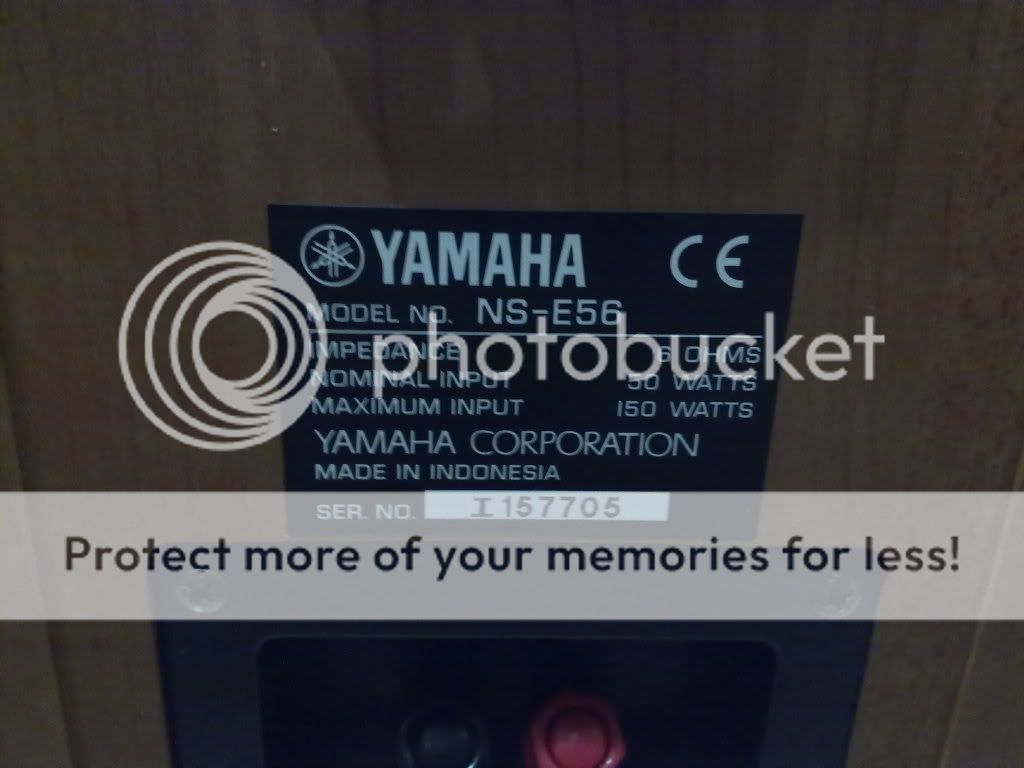 YAMAHA CE
MODEL NO. NS-E56
photobucket
IMPEDANCE 6 OHMS
NOMINAL INPUT 50 WATTS
MAXIMUM INPUT 150 WATTS
YAMAHA CORPORATION
MADE IN INDONESIA
SER. NO. I157705
Protect more of your memories for less!